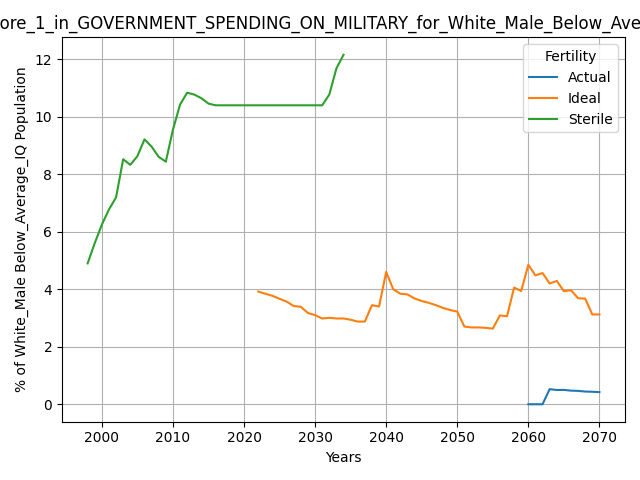 ore_1_in_GOVERNMENT_SPENDING_ON_MILITARY_for_White_Male_Below_Ave
% of White_Male Below_Average_IQ Population
12
10
8
6
4
2
0
Fertility
Actual
Ideal
Sterile
2000 2010 2020 2030 2040 2050 2060 2070
Years